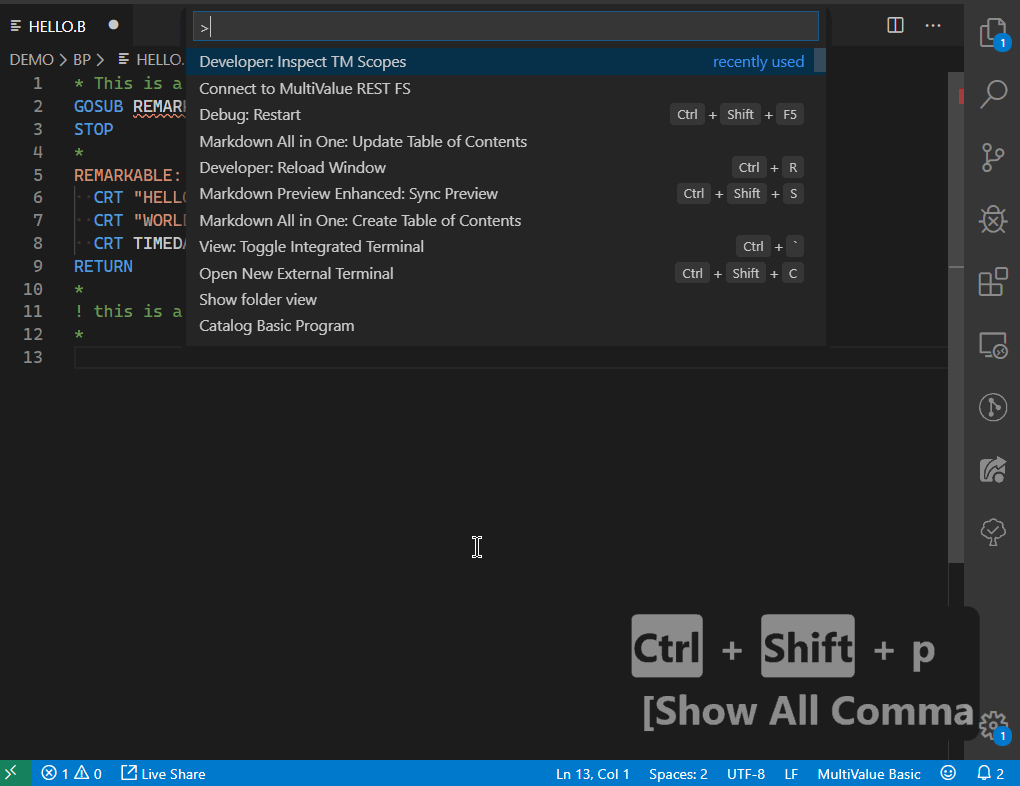 HELLO.B
>
DEMO > BP > HELLO.
Developer: Inspect TM Scopes recently used
Connect to MultiValue REST FS
Debug: Restart Ctrl + Shift + F5
Markdown All in One: Update Table of Contents
Developer: Reload Window Ctrl + R
Markdown Preview Enhanced: Sync Preview Ctrl + Shift + S
Markdown All in One: Create Table of Contents
View: Toggle Integrated Terminal Ctrl + `
Open New External Terminal Ctrl + Shift + C
Show folder view
Catalog Basic Program
1 * This is a
2 GOSUB REMARK
3 STOP
4 *
5 REMARKABLE:
6 CRT "HELLO
7 CRT "WORL
8 CRT TIMEDA
9 RETURN
10 *
11 ! this is a
12 *
13
1
Ctrl + Shift + p
[Show All Comma
1
1 0 Live Share Ln 13, Col 1 Spaces: 2 UTF-8 LF MultiValue Basic 2